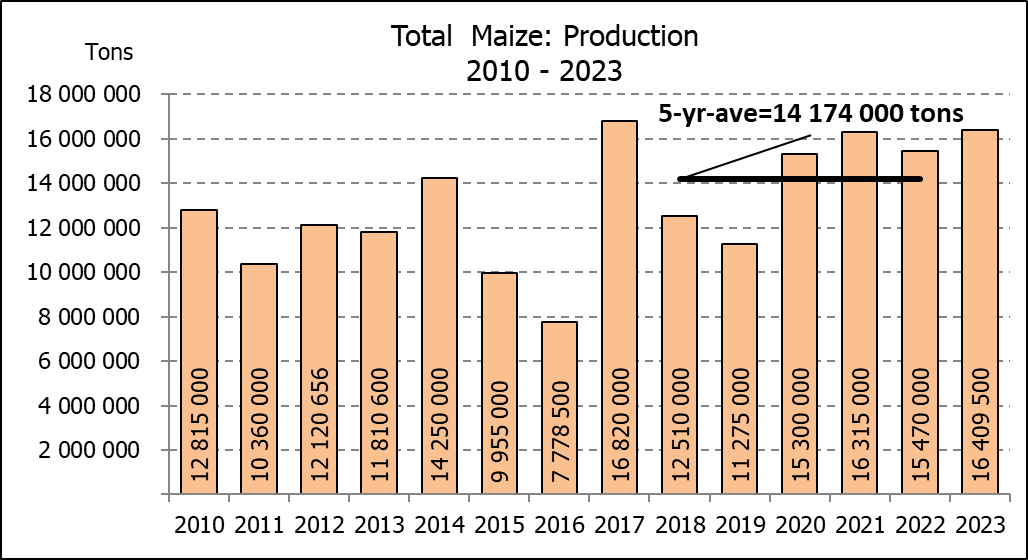 Total Maize: Production
2010 - 2023
Tons
5-yr-ave=14 174 000 tons
18 000 000
16 000 000
14 000 000
12 000 000
10 000 000
8 000 000
6 000 000
4 000 000
2 000 000
12 815 000
10 360 000
12 120 656
11 810 600
14 250 000
9 955 000
7 778 500
16 820 000
12 510 000
11 275 000
15 300 000
16 315 000
15 470 000
16 409 500
2010 2011 2012 2013 2014 2015 2016 2017 2018 2019 2020 2021 2022 2023